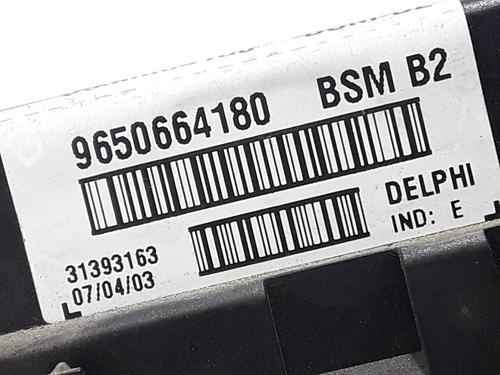 9650664180 BSM B2
DELPHI
31393163
IND: E
07/04/03